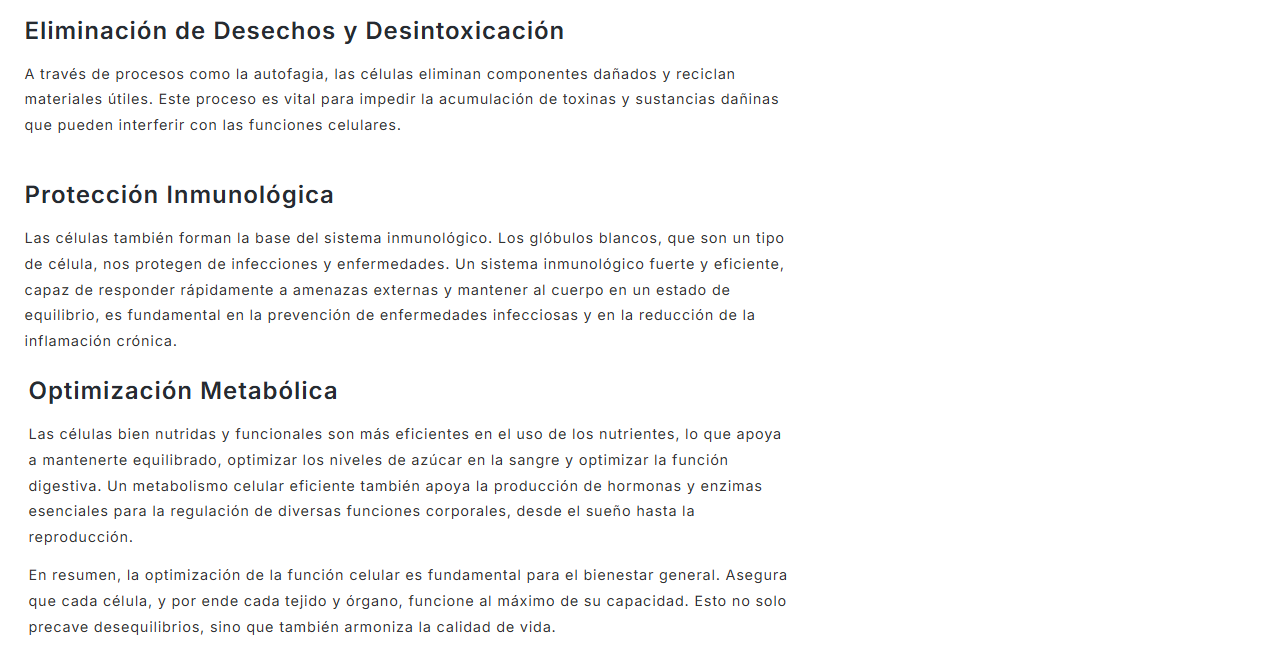 Eliminación de Desechos y Desintoxicación
A través de procesos como la autofagia, las células eliminan componentes dañados y reciclan
materiales útiles. Este proceso es vital para impedir la acumulación de toxinas y sustancias dañinas
que pueden interferir con las funciones celulares.
Protección Inmunológica
Las células también forman la base del sistema inmunológico. Los glóbulos blancos, que son un tipo
de célula, nos protegen de infecciones y enfermedades. Un sistema inmunológico fuerte y eficiente,
capaz de responder rápidamente a amenazas externas y mantener al cuerpo en un estado de
equilibrio, es fundamental en la prevención de enfermedades infecciosas y en la reducción de la
inflamación crónica.
Optimización Metabólica
Las células bien nutridas y funcionales son más eficientes en el uso de los nutrientes, lo que apoya
a mantenerte equilibrado, optimizar los niveles de azúcar en la sangre y optimizar la función
digestiva. Un metabolismo celular eficiente también apoya la producción de hormonas y enzimas
esenciales para la regulación de diversas funciones corporales, desde el sueño hasta la
reproducción.
En resumen, la optimización de la función celular es fundamental para el bienestar general. Asegura
que cada célula, y por ende cada tejido y órgano, funcione al máximo de su capacidad. Esto no solo
precave desequilibrios, sino que también armoniza la calidad de vida.